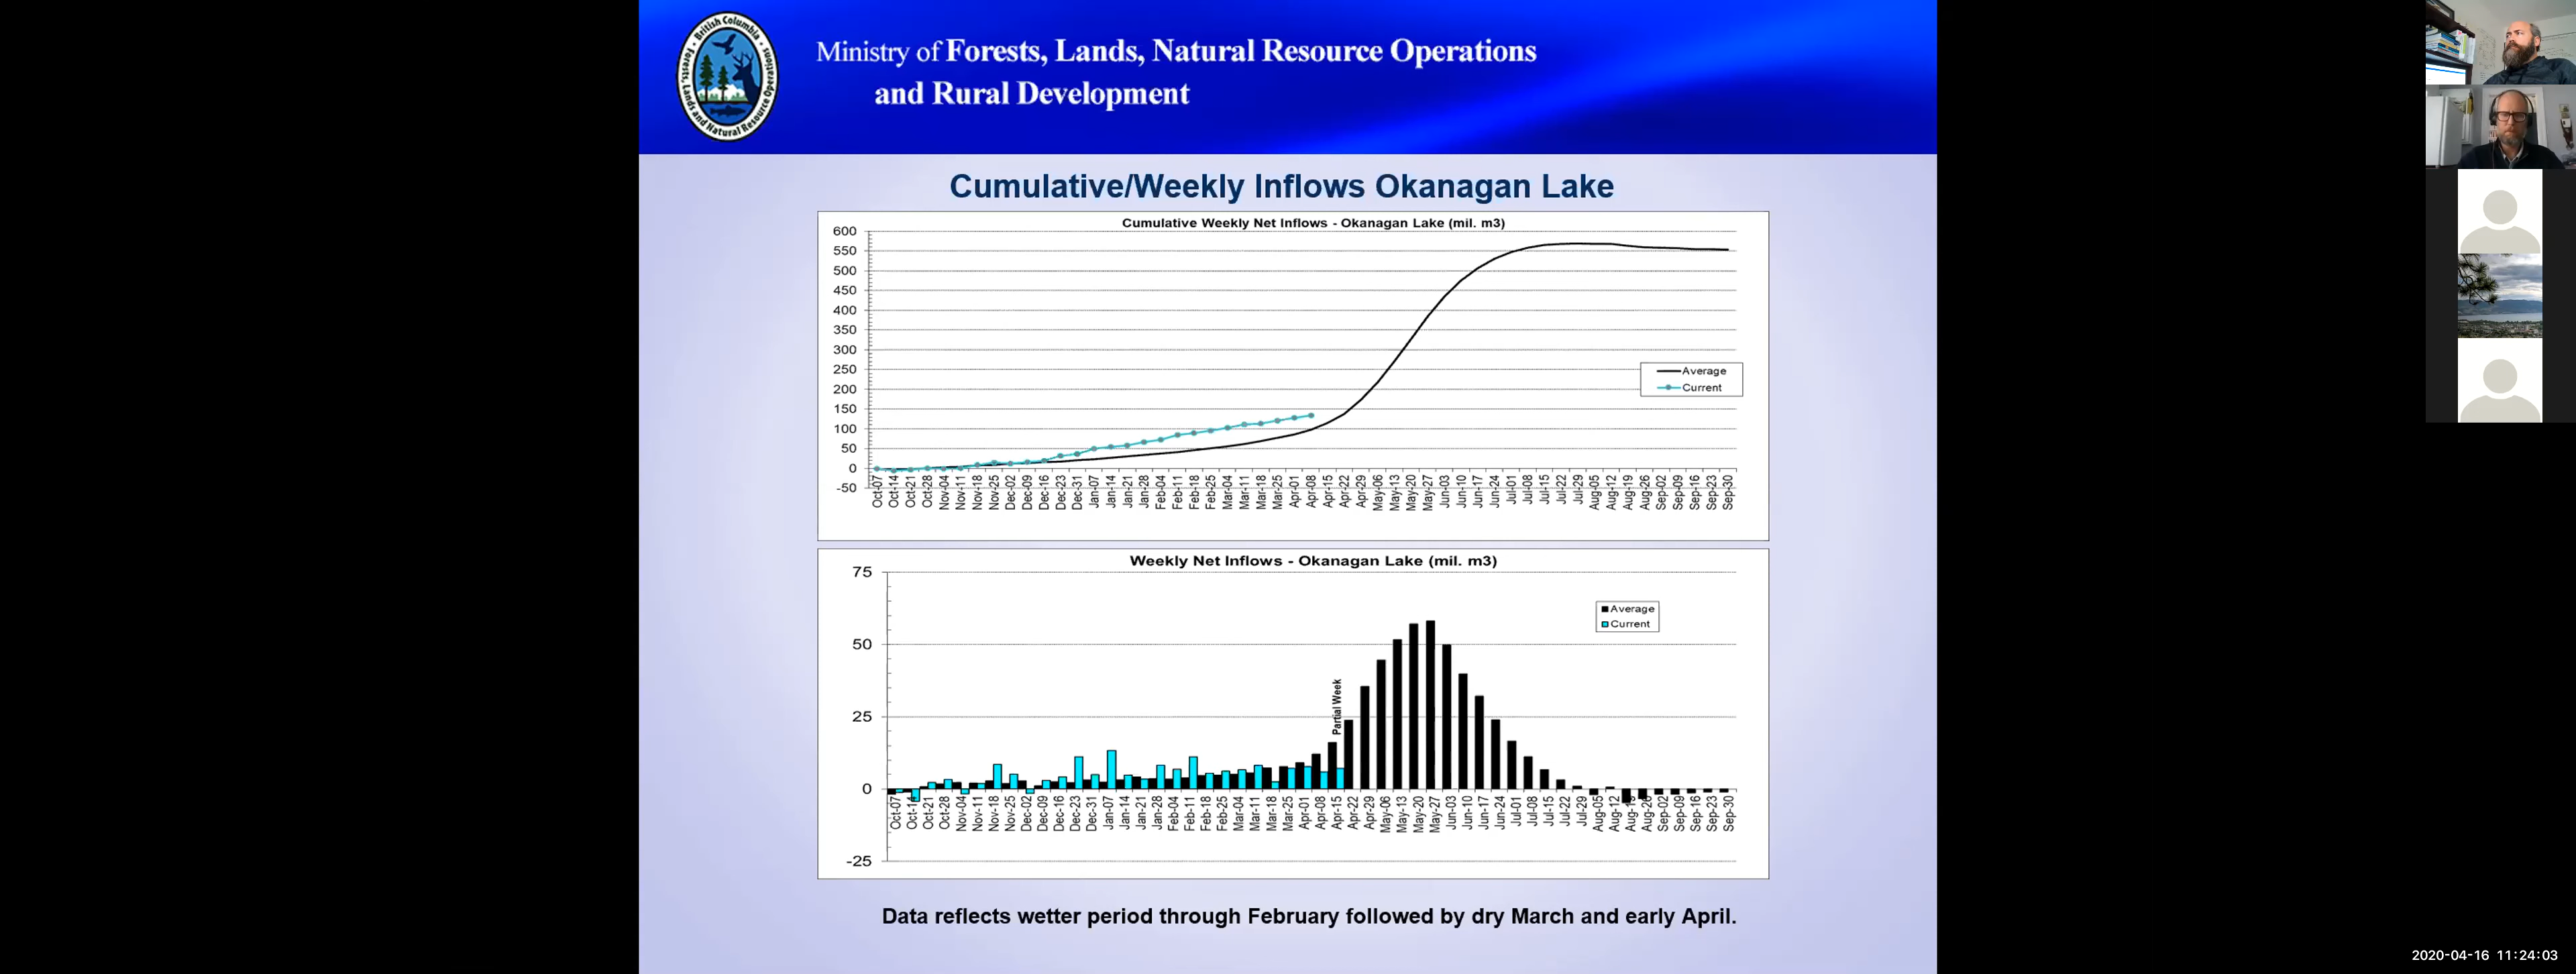 British Columbia
Forests, Lands and Natural Resource Operations
Ministry of Forests, Lands, Natural Resource Operations
and Rural Development
Cumulative/Weekly Inflows Okanagan Lake
Cumulative Weekly Net Inflows - Okanagan Lake (mil. m3)
600
550
500
450
400
350
300
250
200
150
100
50
0
-50
Average
Current
Oct-07 Oct-14 Oct-21 Oct-28 Nov-04 Nov-11 Nov-18 Nov-25 Dec-02 Dec-09 Dec-16 Dec-23 Dec-31 Jan-07 Jan-14 Jan-21 Jan-28 Feb-04 Feb-11 Feb-18 Feb-25 Mar-04 Mar-11 Mar-18 Mar-25 Apr-01 Apr-08 Apr-15 Apr-22 Apr-29 May-06 May-13 May-20 May-27 Jun-03 Jun-10 Jun-17 Jun-24 Jul-01 Jul-08 Jul-15 Jul-22 Jul-29 Aug-05 Aug-12 Aug-19 Aug-26 Sep-02 Sep-09 Sep-16 Sep-23 Sep-30
Weekly Net Inflows - Okanagan Lake (mil. m3)
75
50
25
0
-25
Average
Current
Partial Week
Oct-07 Oct-14 Oct-21 Oct-28 Nov-04 Nov-11 Nov-18 Nov-25 Dec-02 Dec-09 Dec-16 Dec-23 Dec-31 Jan-07 Jan-14 Jan-21 Jan-28 Feb-04 Feb-11 Feb-18 Feb-25 Mar-04 Mar-11 Mar-18 Mar-25 Apr-01 Apr-08 Apr-15 Apr-22 Apr-29 May-06 May-13 May-20 May-27 Jun-03 Jun-10 Jun-17 Jun-24 Jul-01 Jul-08 Jul-15 Jul-22 Jul-29 Aug-05 Aug-12 Aug-19 Aug-26 Sep-02 Sep-09 Sep-16 Sep-23 Sep-30
Data reflects wetter period through February followed by dry March and early April.
2020-04-16 11:24:03